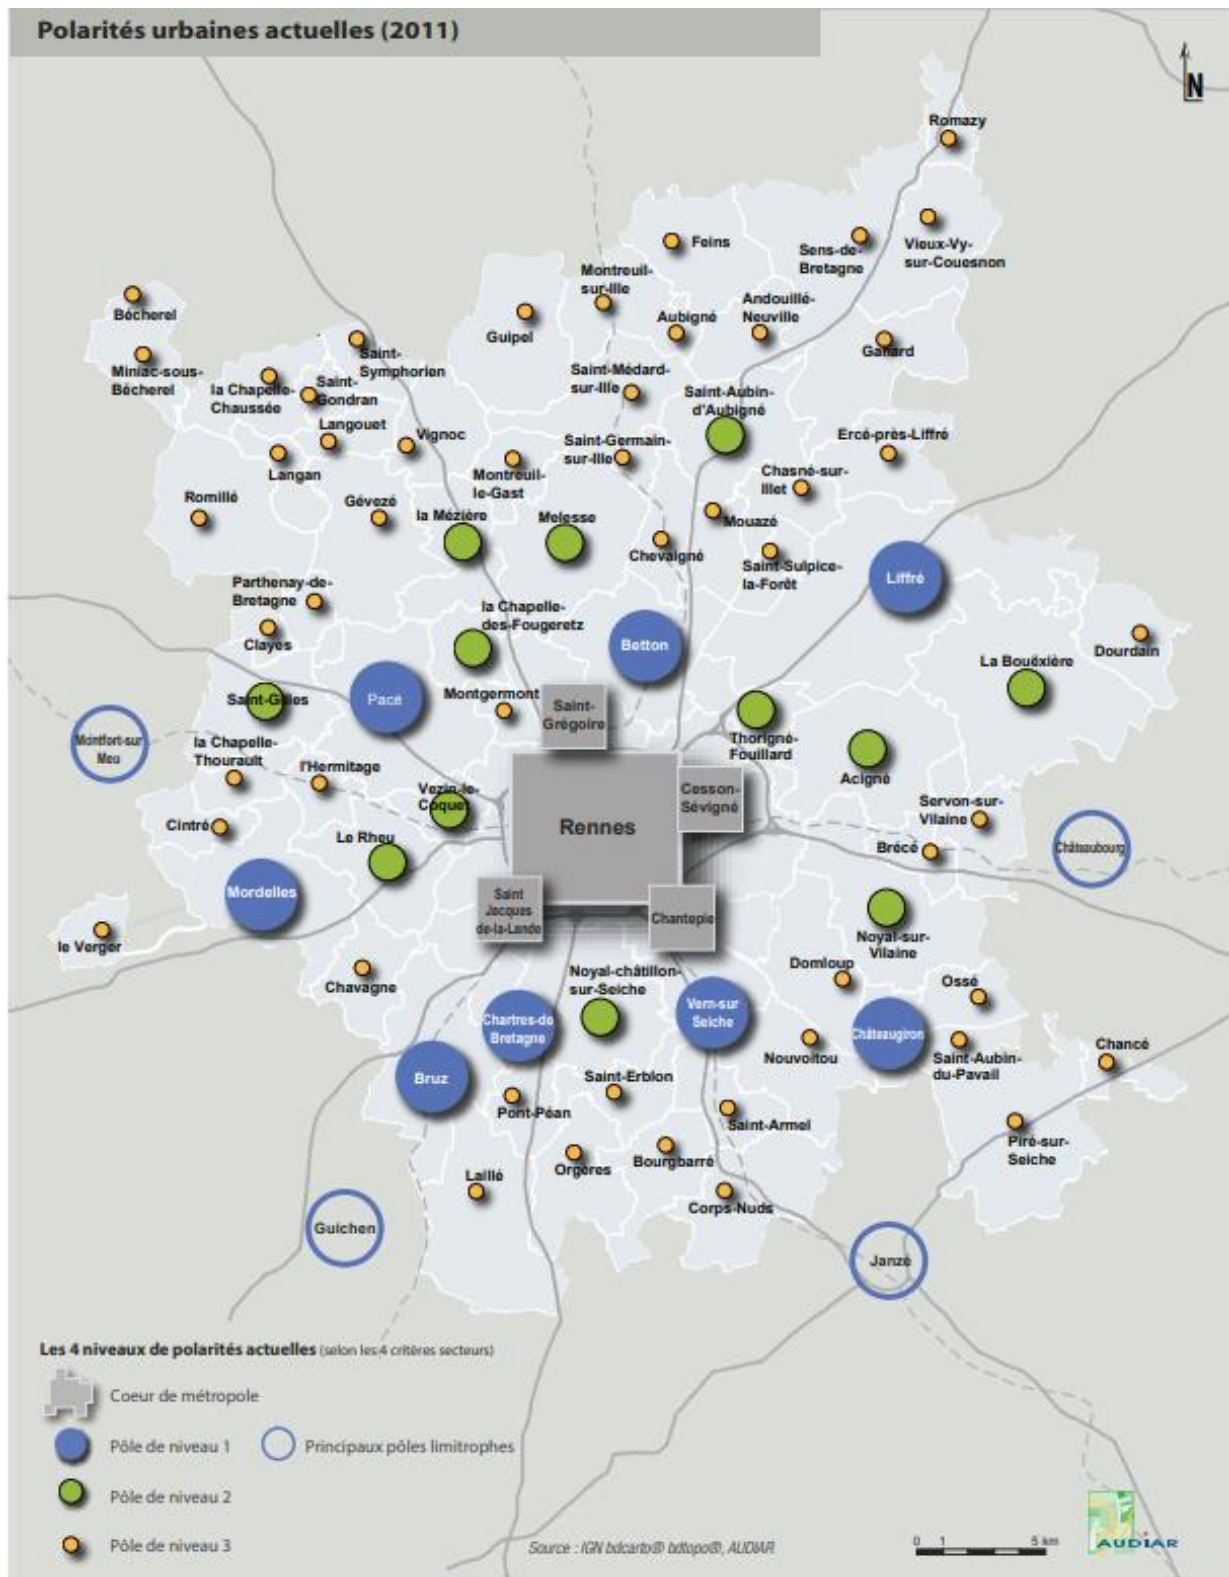 Polarités urbaines actuelles (2011)
N
Romazy
Feins
Sens-de-
Bretagne
Vieux-Vy-
sur-Couesnon
Montreuil-
sur-Ille
Andouillé-
Neuville
Aubigné
Guipel
Gahard
Bécherel
Miniac-sous-
Bécherel
Saint-
Symphorien
la Chapelle-
Chaussée
Saint-
Gondran
Saint-Médard-
sur-Ille
Saint-Aubin-
d'Aubigné
Langouet
Vignoc
Saint-Germain-
sur-Ille
Ercé-près-Liffré
Langan
Montreuil-
le-Gast
Chasné-sur-
Illet
Romillé
Gévezé
la Mézière
Melesse
Mouazé
Chevaigné
Saint-Sulpice-
la-Forêt
Liffré
Parthenay-de-
Bretagne
la Chapelle-
des-Fougeretz
Betton
Clayes
Dourdain
La Bouëxière
Saint-Gilles
Pacé
Montgermont
Saint-
Grégoire
Thorigné-
Fouillard
Montfort-sur
Meu
la Chapelle-
Thourault
l'Hermitage
Acigné
Vezin-le-
Coquet
Cesson-
Sévigné
Servon-sur-
Vilaine
Cintré
Rennes
Le Rheu
Brécé
Châteaubourg
Mordelles
Saint
Jacques
de-la-Lande
Chantepie
le Verger
Noyal-sur-
Vilaine
Chavagne
Noyal-châtillon-
sur-Seiche
Domloup
Ossé
Chartres-de
Bretagne
Vern-sur
Seiche
Châteaugiron
Nouvoitou
Saint-Aubin-
du-Pavail
Chancé
Bruz
Saint-Erblon
Pont-Péan
Saint-Armel
Piré-sur-
Seiche
Laillé
Orgères
Bourgbarré
Corps-Nuds
Guichen
Janzé
Les 4 niveaux de polarités actuelles (selon les 4 critères secteurs)
Coeur de métropole
Pôle de niveau 1
Principaux pôles limitrophes
Pôle de niveau 2
Pôle de niveau 3
Source : IGN bdcarto® bdtopo®, AUDIAR
0 1 5 km
AUDIAR